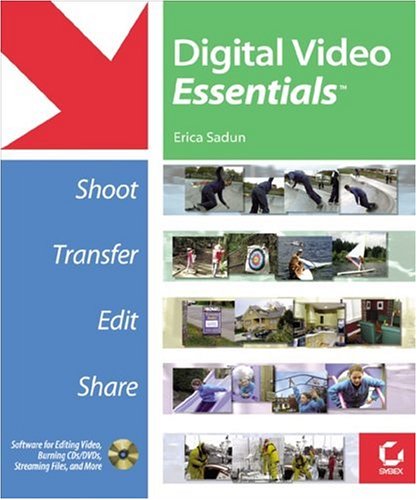 Digital Video
Essentials™
Erica Sadun
Shoot
Transfer
Edit
Share
Software for Editing Video,
Burning CDs/DVDs,
Streaming Files, and More
SYBEX